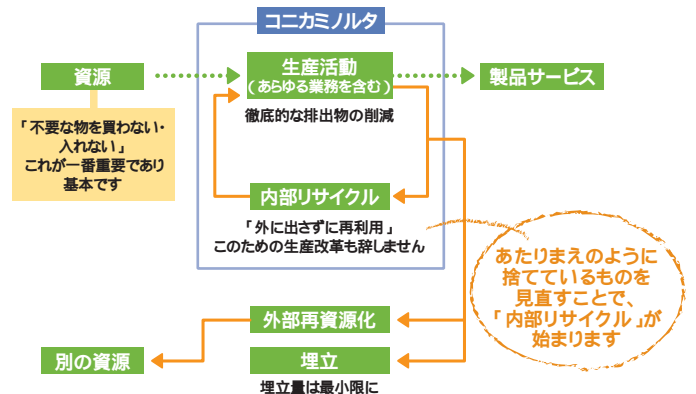 コニカミノルタ
資源
生産活動
（あらゆる業務を含む）
製品サービス
「不要な物を買わない・
入れない」
これが一番重要であり
基本です
徹底的な排出物の削減
内部リサイクル
「外に出さずに再利用」
このための生産改革も辞しません
あたりまえのように
捨てているものを
見直すことで、
「内部リサイクル」が
始まります
外部再資源化
別の資源
埋立
埋立量は最小限に